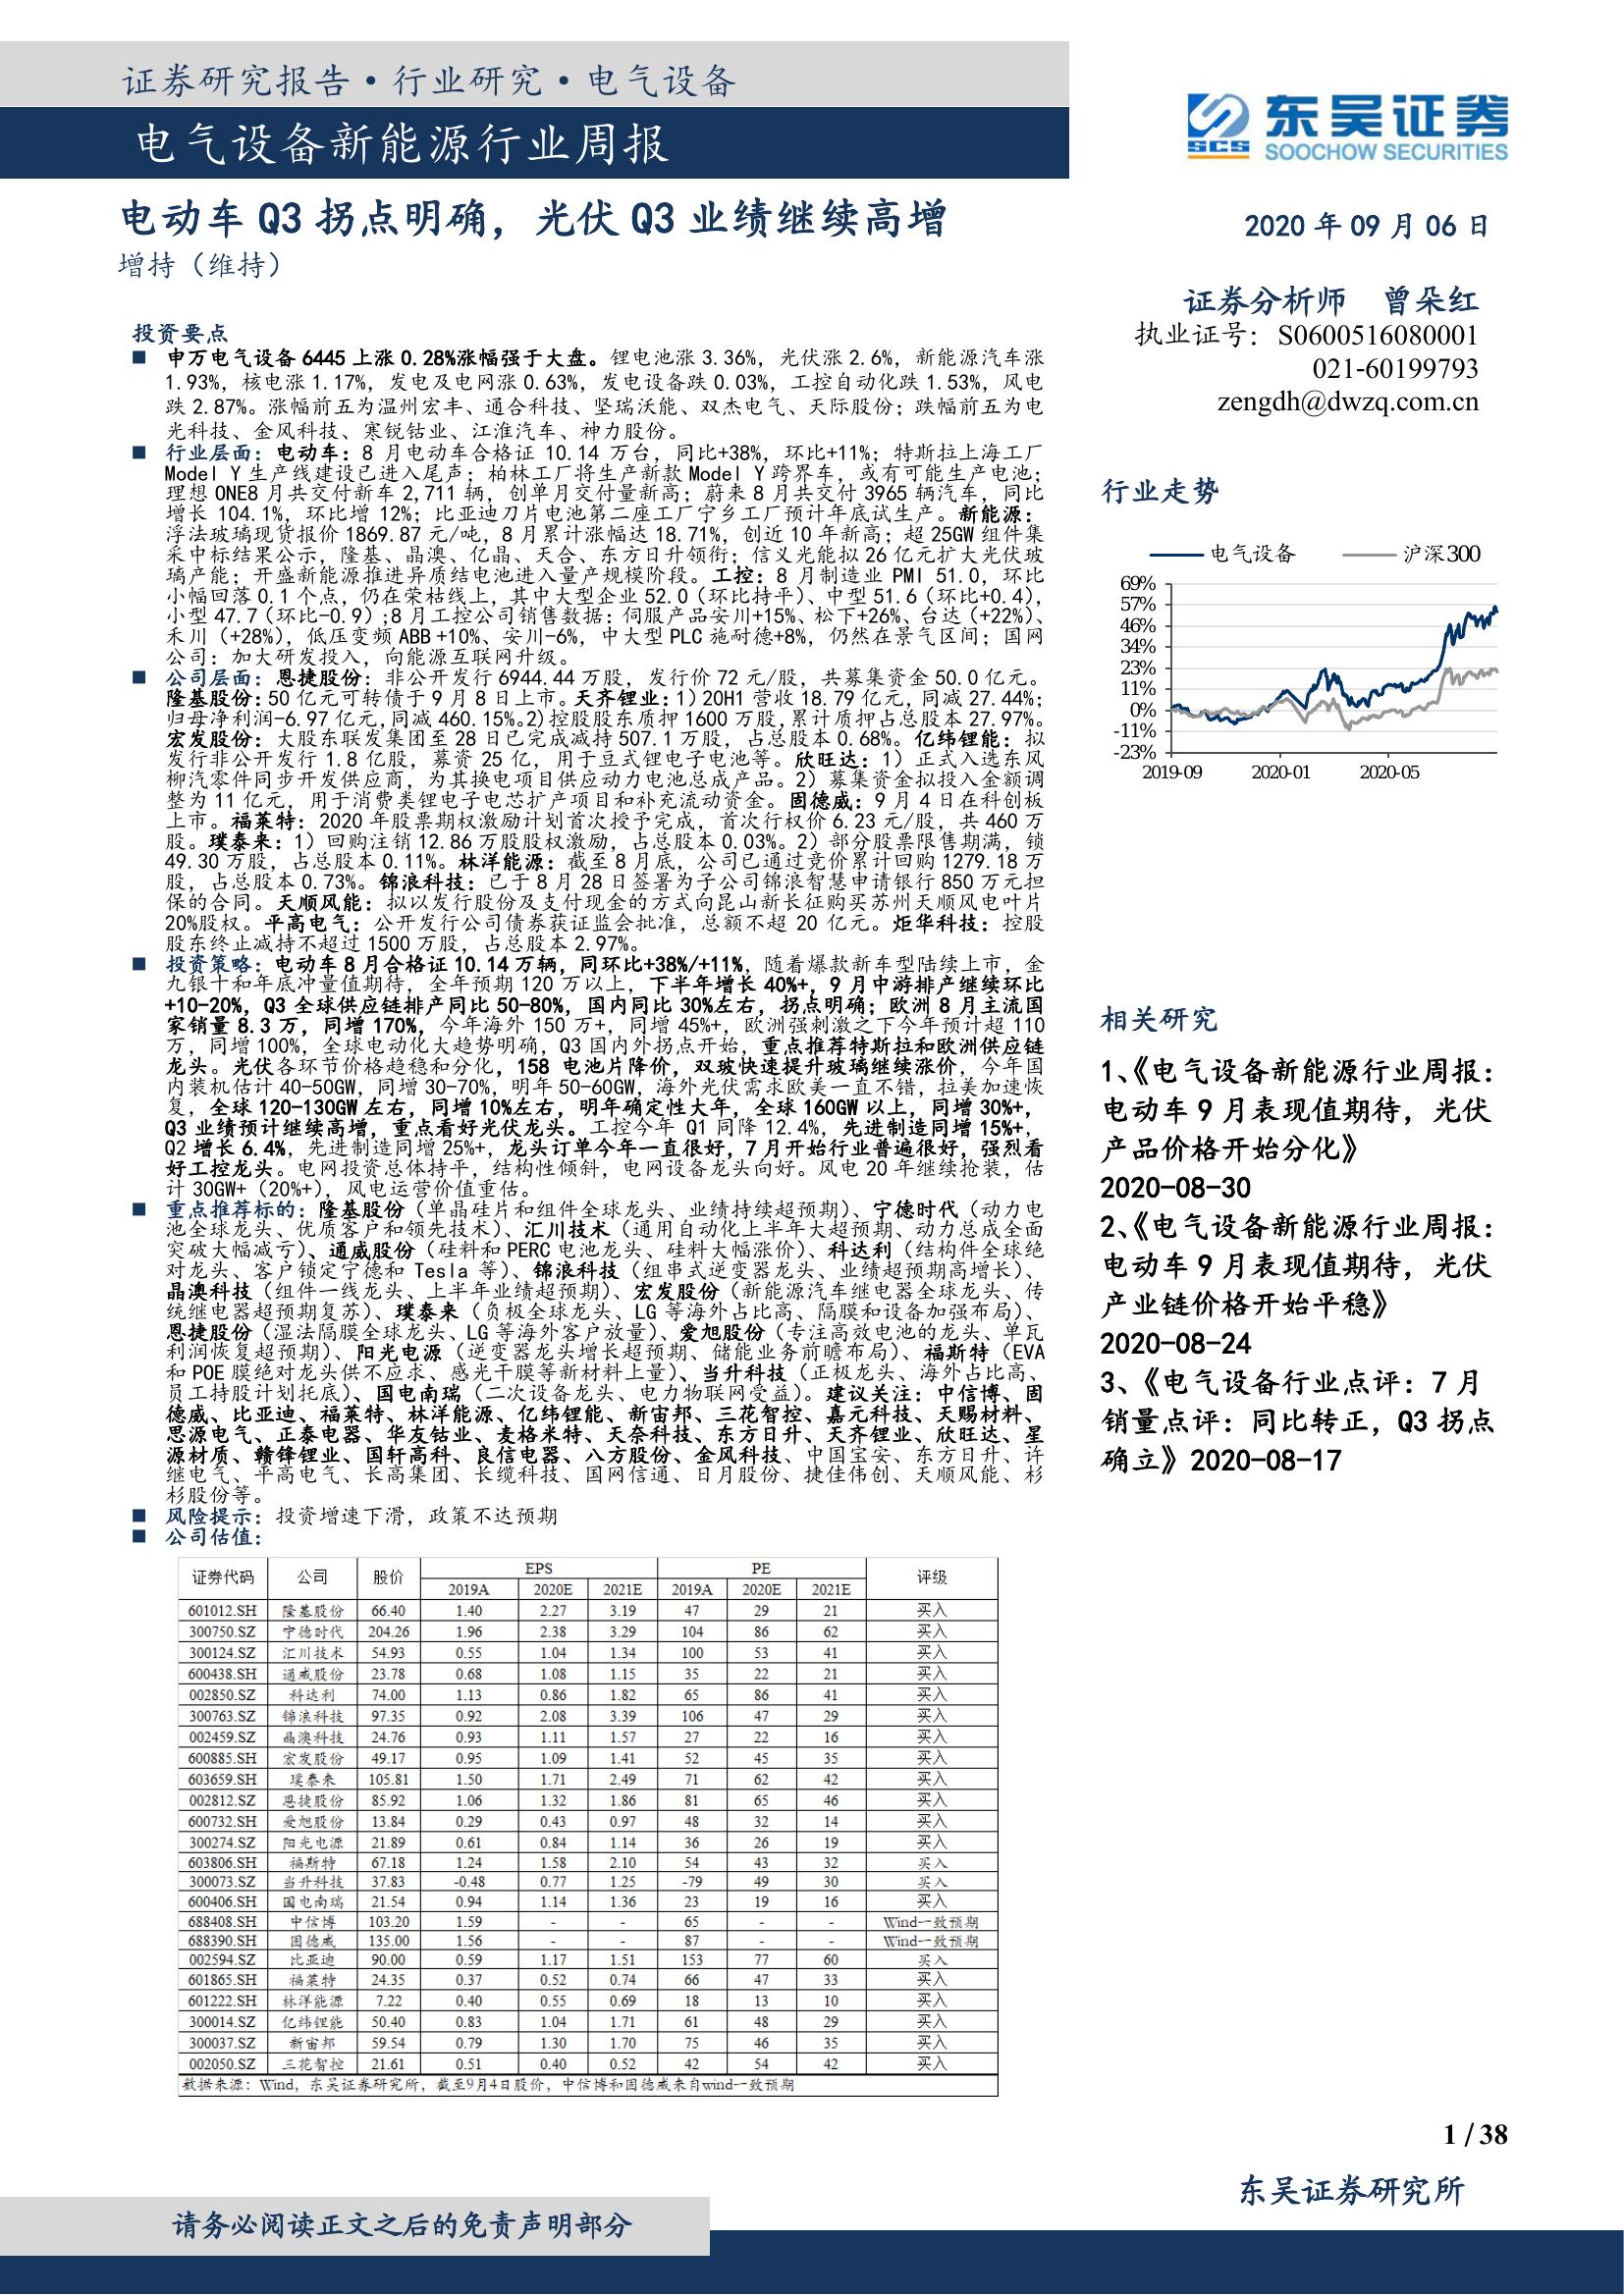 证券研究报告·行业研究·电气设备
电气设备新能源行业周报
东吴证券
SCS
SOOCHOW SECURITIES
电动车 Q3 拐点明确，光伏 Q3 业绩继续高增
增持（维持）
2020 年 09 月 06 日
证券分析师 曾朵红
执业证号：S0600516080001
021-60199793
zengdh@dwzq.com.cn
投资要点
■ 申万电气设备 6445 上涨 0.28%涨幅强于大盘。锂电池涨 3.36%，光伏涨 2.6%，新能源汽车涨
1.93%，核电涨 1.17%，发电及电网涨 0.63%，发电设备跌 0.03%，工控自动化跌 1.53%，风电
跌 2.87%。涨幅前五为温州宏丰、通合科技、坚瑞沃能、双杰电气、天际股份；跌幅前五为电
光科技、金风科技、寒锐钴业、江淮汽车、神力股份。
■ 行业层面：电动车：8 月电动车合格证 10.14 万台，同比+38%，环比+11%；特斯拉上海工厂
Model Y 生产线建设已进入尾声；柏林工厂将生产新款 Model Y 跨界车，或有可能生产电池；
理想 ONE8 月共交付新车 2,711 辆，创单月交付量新高；蔚来 8 月共交付 3965 辆汽车，同比
增长 104.1%，环比增 12%；比亚迪刀片电池第二座工厂宁乡工厂预计年底试生产。新能源：
浮法玻璃现货报价 1869.87 元/吨，8 月累计涨幅达 18.71%，创近 10 年新高；超 25GW 组件集
采中标结果公示，隆基、晶澳、亿晶、天合、东方日升领衔；信义光能拟 26 亿元扩大光伏玻
璃产能；开盛新能源推进异质结电池进入量产规模阶段。工控：8 月制造业 PMI 51.0，环比
小幅回落 0.1 个点，仍在荣枯线上，其中大型企业 52.0（环比持平）、中型 51.6（环比+0.4），
小型 47.7（环比-0.9）;8 月工控公司销售数据：伺服产品安川+15%、松下+26%、台达（+22%）、
禾川（+28%），低压变频 ABB +10%、安川-6%，中大型 PLC 施耐德+8%，仍然在景气区间；国网
公司：加大研发投入，向能源互联网升级。
■ 公司层面：恩捷股份：非公开发行 6944.44 万股，发行价 72 元/股，共募集资金 50.0 亿元。
隆基股份：50 亿元可转债于 9 月 8 日上市。天齐锂业：1）20H1 营收 18.79 亿元，同减 27.44%；
归母净利润-6.97 亿元,同减 460.15%。2）控股股东质押 1600 万股,累计质押占总股本 27.97%。
宏发股份：大股东联发集团至 28 日已完成减持 507.1 万股，占总股本 0.68%。亿纬锂能：拟
发行非公开发行 1.8 亿股，募资 25 亿，用于豆式锂电子电池等。欣旺达：1）正式入选东风
柳汽零件同步开发供应商，为其换电项目供应动力电池总成产品。2）募集资金拟投入金额调
整为 11 亿元，用于消费类锂电子电芯扩产项目和补充流动资金。固德威：9 月 4 日在科创板
上市。福莱特：2020 年股票期权激励计划首次授予完成，首次行权价 6.23 元/股，共 460 万
股。璞泰来：1）回购注销 12.86 万股股权激励，占总股本 0.03%。2）部分股票限售期满，锁
49.30 万股，占总股本 0.11%。林洋能源：截至 8 月底，公司已通过竞价累计回购 1279.18 万
股，占总股本 0.73%。锦浪科技：已于 8 月 28 日签署为子公司锦浪智慧申请银行 850 万元担
保的合同。天顺风能：拟以发行股份及支付现金的方式向昆山新长征购买苏州天顺风电叶片
20%股权。平高电气：公开发行公司债券获证监会批准，总额不超 20 亿元。炬华科技：控股
股东终止减持不超过 1500 万股，占总股本 2.97%。
■ 投资策略：电动车 8 月合格证 10.14 万辆，同环比+38%/+11%，随着爆款新车型陆续上市，金
九银十和年底冲量值期待，全年预期 120 万以上，下半年增长 40%+，9 月中游排产继续环比
+10-20%，Q3 全球供应链排产同比 50-80%，国内同比 30%左右，拐点明确；欧洲 8 月主流国
家销量 8.3 万，同增 170%，今年海外 150 万+，同增 45%+，欧洲强刺激之下今年预计超 110
万，同增 100%，全球电动化大趋势明确，Q3 国内外拐点开始，重点推荐特斯拉和欧洲供应链
龙头。光伏各环节价格趋稳和分化，158 电池片降价，双玻快速提升玻璃继续涨价，今年国
内装机估计 40-50GW，同增 30-70%，明年 50-60GW，海外光伏需求欧美一直不错，拉美加速恢
复，全球 120-130GW 左右，同增 10%左右，明年确定性大年，全球 160GW 以上，同增 30%+，
Q3 业绩预计继续高增，重点看好光伏龙头。工控今年 Q1 同降 12.4%，先进制造同增 15%+，
Q2 增长 6.4%，先进制造同增 25%+，龙头订单今年一直很好，7 月开始行业普遍很好，强烈看
好工控龙头。电网投资总体持平，结构性倾斜，电网设备龙头向好。风电 20 年继续抢装，估
计 30GW+（20%+），风电运营价值重估。
■ 重点推荐标的：隆基股份（单晶硅片和组件全球龙头、业绩持续超预期）、宁德时代（动力电
池全球龙头、优质客户和领先技术）、汇川技术（通用自动化上半年大超预期、动力总成全面
突破大幅减亏）、通威股份（硅料和 PERC 电池龙头、硅料大幅涨价）、科达利（结构件全球绝
对龙头、客户锁定宁德和 Tesla 等）、锦浪科技（组串式逆变器龙头、业绩超预期高增长）、
晶澳科技（组件一线龙头、上半年业绩超预期）、宏发股份（新能源汽车继电器全球龙头、传
统继电器超预期复苏）、璞泰来（负极全球龙头、LG 等海外占比高、隔膜和设备加强布局）、
恩捷股份（湿法隔膜全球龙头、LG 等海外客户放量）、爱旭股份（专注高效电池的龙头、单瓦
利润恢复超预期）、阳光电源（逆变器龙头增长超预期、储能业务前瞻布局）、福斯特（EVA
和 POE 膜绝对龙头供不应求、感光干膜等新材料上量）、当升科技（正极龙头、海外占比高、
员工持股计划托底）、国电南瑞（二次设备龙头、电力物联网受益）。建议关注：中信博、固
德威、比亚迪、福莱特、林洋能源、亿纬锂能、新宙邦、三花智控、嘉元科技、天赐材料、
思源电气、正泰电器、华友钴业、麦格米特、天奈科技、东方日升、天齐锂业、欣旺达、星
源材质、赣锋锂业、国轩高科、良信电器、八方股份、金风科技、中国宝安、东方日升、许
继电气、平高电气、长高集团、长缆科技、国网信通、日月股份、捷佳伟创、天顺风能、杉
杉股份等。
■ 风险提示：投资增速下滑，政策不达预期
■ 公司估值：
证券代码 公司 股价 EPS PE 评级
2019A 2020E 2021E 2019A 2020E 2021E
601012.SH 隆基股份 66.40 1.40 2.27 3.19 47 29 21 买入
300750.SZ 宁德时代 204.26 1.96 2.38 3.29 104 86 62 买入
300124.SZ 汇川技术 54.93 0.55 1.04 1.34 100 53 41 买入
600438.SH 通威股份 23.78 0.68 1.08 1.15 35 22 21 买入
002850.SZ 科达利 74.00 1.13 0.86 1.82 65 86 41 买入
300763.SZ 锦浪科技 97.35 0.92 2.08 3.39 106 47 29 买入
002459.SZ 晶澳科技 24.76 0.93 1.11 1.57 27 22 16 买入
600885.SH 宏发股份 49.17 0.95 1.09 1.41 52 45 35 买入
603659.SH 璞泰来 105.81 1.50 1.71 2.49 71 62 42 买入
002812.SZ 恩捷股份 85.92 1.06 1.32 1.86 81 65 46 买入
600732.SH 爱旭股份 13.84 0.29 0.43 0.97 48 32 14 买入
300274.SZ 阳光电源 21.89 0.61 0.84 1.14 36 26 19 买入
603806.SH 福斯特 67.18 1.24 1.58 2.10 54 43 32 买入
300073.SZ 当升科技 37.83 -0.48 0.77 1.25 -79 49 30 买入
600406.SH 国电南瑞 21.54 0.94 1.14 1.36 23 19 16 买入
688408.SH 中信博 103.20 1.59 - - 65 - - Wind一致预期
688390.SH 固德威 135.00 1.56 - - 87 - - Wind一致预期
002594.SZ 比亚迪 90.00 0.59 1.17 1.51 153 77 60 买入
601865.SH 福莱特 24.35 0.37 0.52 0.74 66 47 33 买入
601222.SH 林洋能源 7.22 0.40 0.55 0.69 18 13 10 买入
300014.SZ 亿纬锂能 50.40 0.83 1.04 1.71 61 48 29 买入
300037.SZ 新宙邦 59.54 0.79 1.30 1.70 75 46 35 买入
002050.SZ 三花智控 21.61 0.51 0.40 0.52 42 54 42 买入
数据来源：Wind，东吴证券研究所，截至9月4日股价，中信博和固德威来自wind一致预期
行业走势
电气设备 沪深300
69%
57%
46%
34%
23%
11%
0%
-11%
-23%
2019-09 2020-01 2020-05
相关研究
1、《电气设备新能源行业周报：
电动车 9 月表现值期待，光伏
产品价格开始分化》
2020-08-30
2、《电气设备新能源行业周报：
电动车 9 月表现值期待，光伏
产业链价格开始平稳》
2020-08-24
3、《电气设备行业点评：7 月
销量点评：同比转正，Q3 拐点
确立》2020-08-17
1 / 38
东吴证券研究所
请务必阅读正文之后的免责声明部分